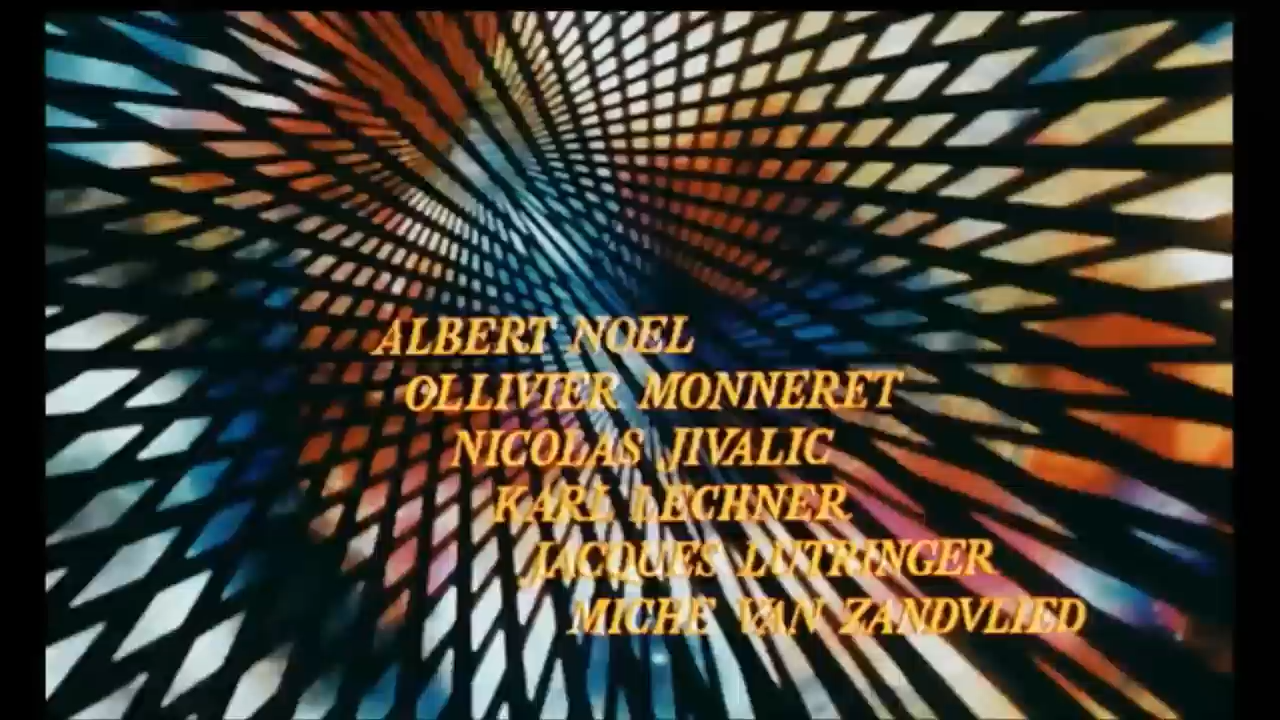 ALBERT NOEL
OLLIVIER MONNERET
NICOLAS JIVALIC
KARL LECHNER
JACQUES LUTRINGER
MICHE VAN ZANDVLIED